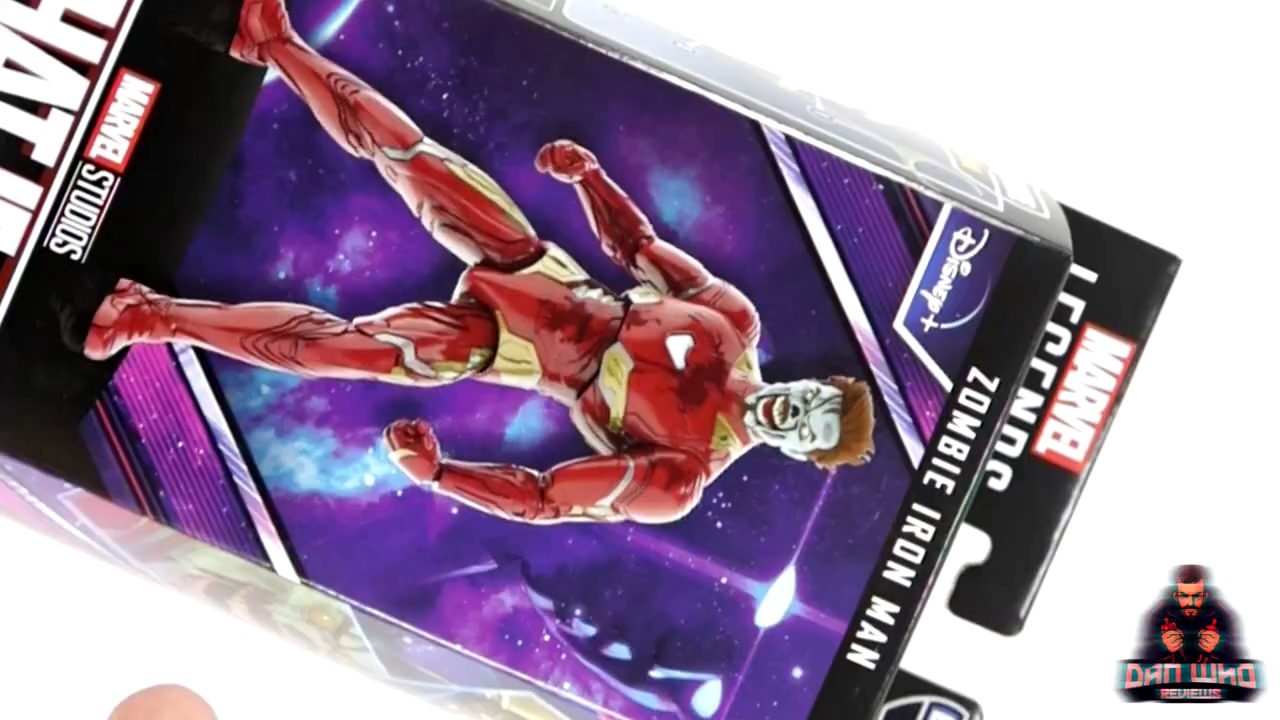 MARVEL
LEGENDS
DISNEY+
ZOMBIE IRON MAN
MARVEL
STUDIOS
DAN WHO
REVIEWS